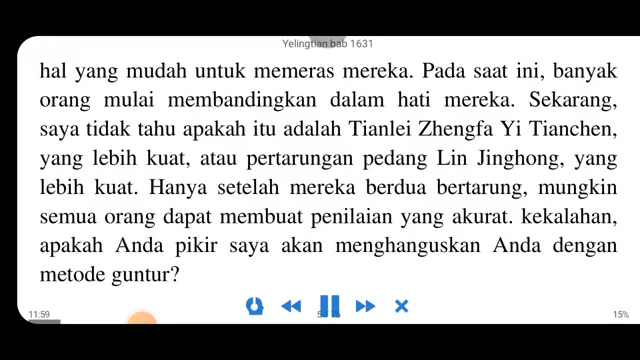 Yelingtian bab 1631
hal yang mudah untuk memeras mereka. Pada saat ini, banyak
orang mulai membandingkan dalam hati mereka. Sekarang,
saya tidak tahu apakah itu adalah Tianlei Zhengfa Yi Tianchen,
yang lebih kuat, atau pertarungan pedang Lin Jinghong, yang
lebih kuat. Hanya setelah mereka berdua bertarung, mungkin
semua orang dapat membuat penilaian yang akurat. kekalahan,
apakah Anda pikir saya akan menghanguskan Anda dengan
metode guntur?
11:59
15%